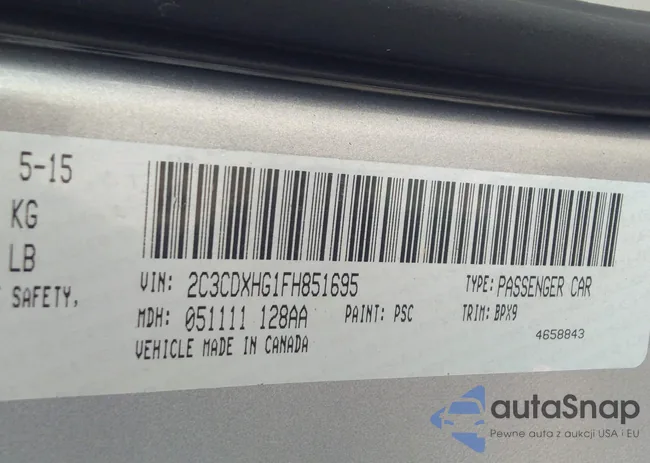 5-15
KG
LB
SAFETY,
VIN: 2C3CDXHG1FH851695
TYPE: PASSENGER CAR
MDH: 051111 128AA
PAINT: PSC
TRIM: BPX9
4658843
VEHICLE MADE IN CANADA
autaSnap
Pewne auta z aukcji USA i EU